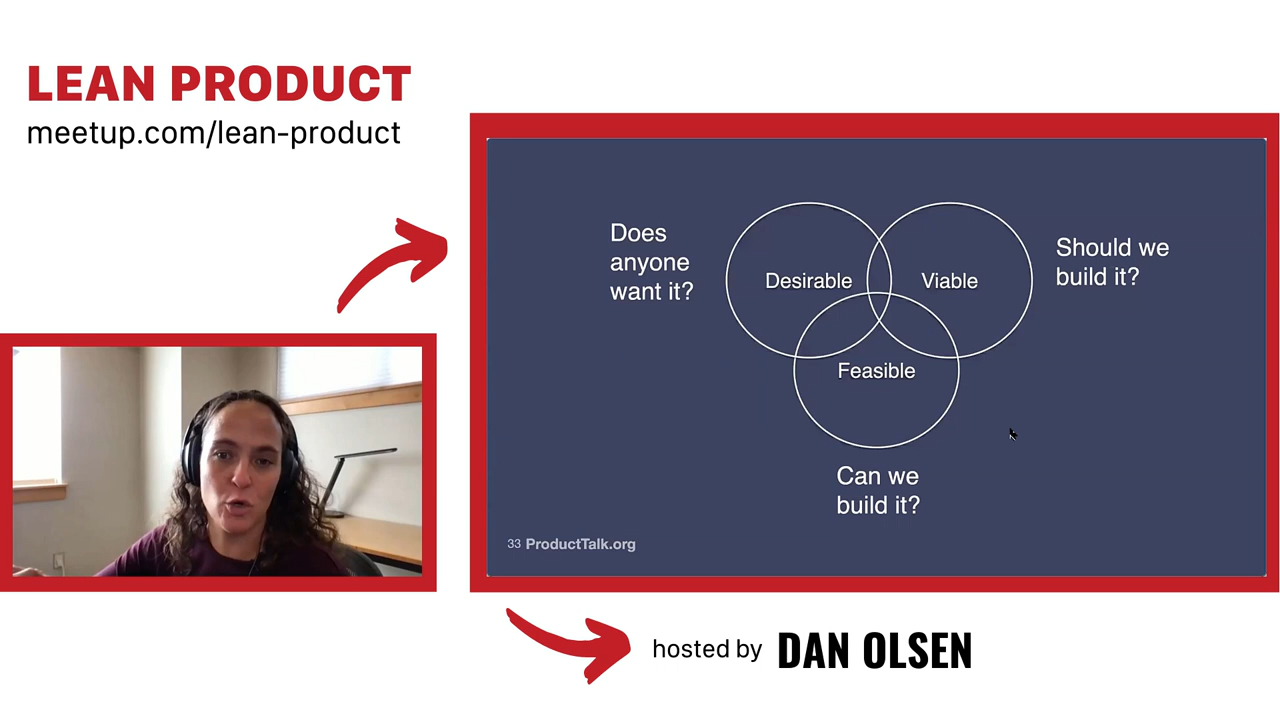 LEAN PRODUCT
meetup.com/lean-product
Does
anyone
want it?
Desirable
Viable
Should we
build it?
Feasible
Can we
build it?
33 ProductTalk.org
hosted by DAN OLSEN